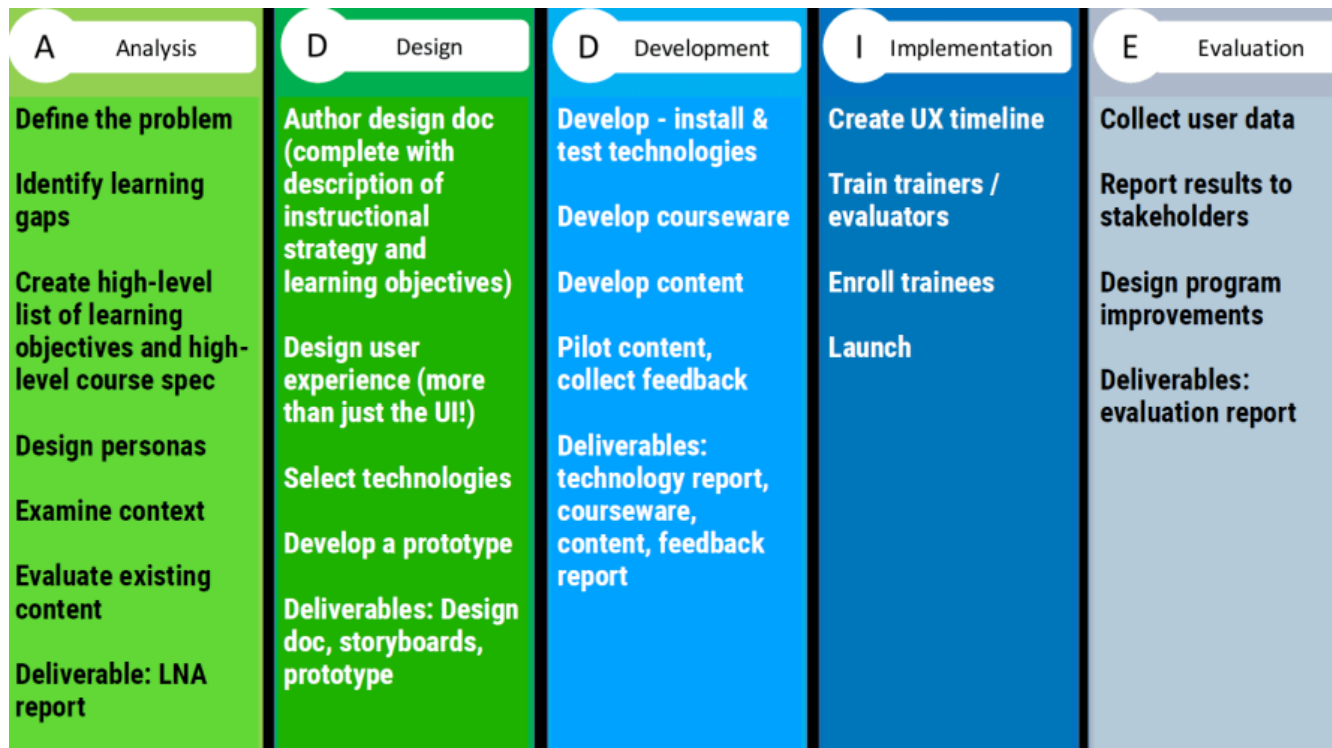 A Analysis
Define the problem
Identify learning
gaps
Create high-level
list of learning
objectives and high-
level course spec
Design personas
Examine context
Evaluate existing
content
Deliverable: LNA
report
D Design
Author design doc
(complete with
description of
instructional
strategy and
learning objectives)
Design user
experience (more
than just the UI!)
Select technologies
Develop a prototype
Deliverables: Design
doc, storyboards,
prototype
D Development
Develop - install &
test technologies
Develop courseware
Develop content
Pilot content,
collect feedback
Deliverables:
technology report,
courseware,
content, feedback
report
I Implementation
Create UX timeline
Train trainers /
evaluators
Enroll trainees
Launch
E Evaluation
Collect user data
Report results to
stakeholders
Design program
improvements
Deliverables:
evaluation report